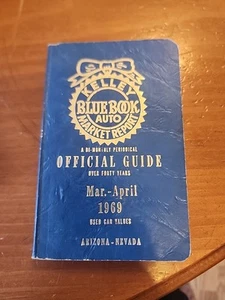 KELLEY
BLUE BOOK
AUTO
MARKET REPORT
A BI-MONTHLY PERIODICAL
OFFICIAL GUIDE
OVER FORTY YEARS
Mar.-April
1969
USED CAR VALUES
ARIZONA-NEVADA